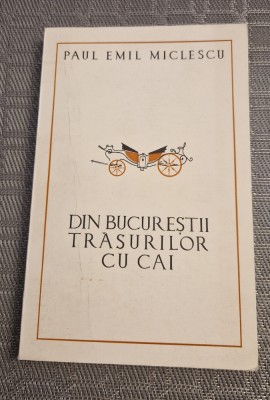 PAUL EMIL MICLESCU
DIN BUCUREȘTII
TRĂSURILOR
CU CAI